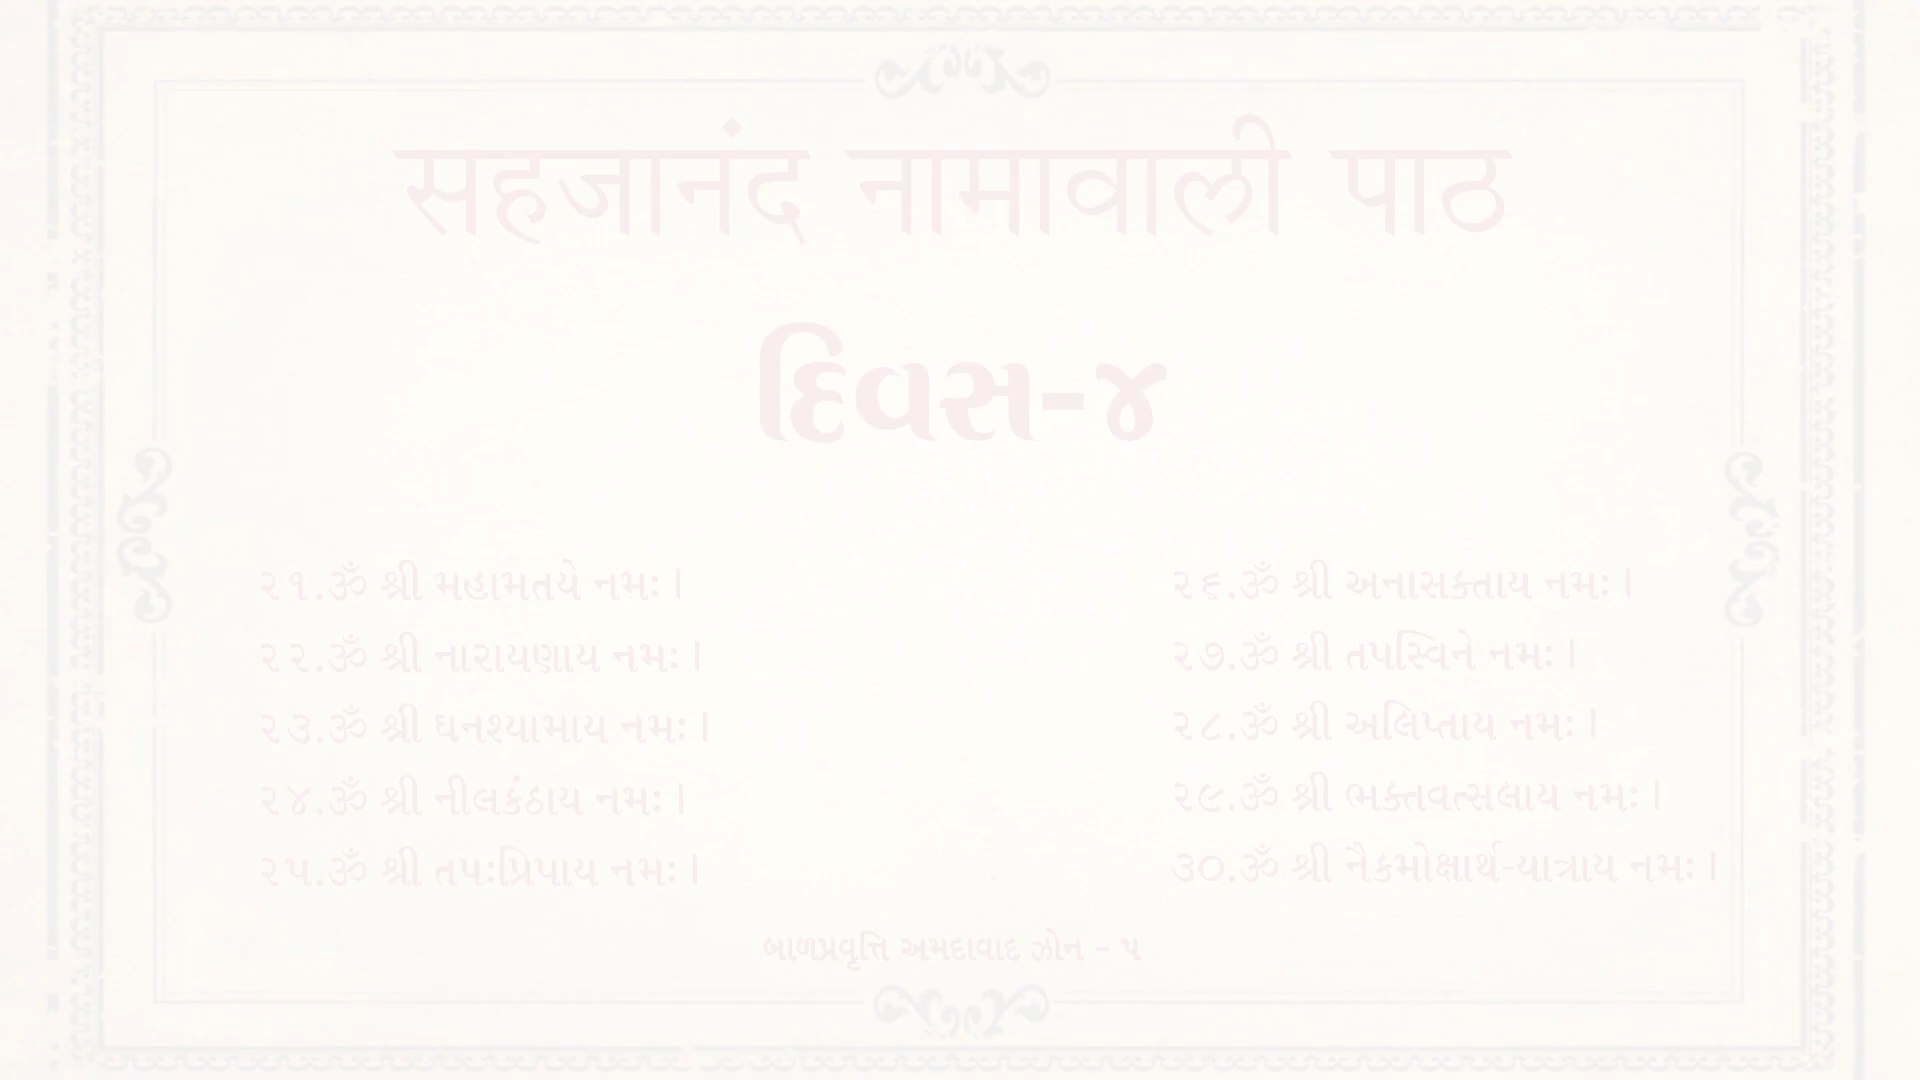 सहजानंद नामावाली पाठ
દિવસ-૪
૨૧.ૐ શ્રી મહામતયે નમઃ |
૨૨.ૐ શ્રી નારાયણાય નમઃ |
૨૩.ૐ શ્રી ઘનશ્યામાય નમઃ |
૨૪.ૐ શ્રી નીલકંઠાય નમઃ |
૨૫.ૐ શ્રી તપઃપ્રિપાય નમઃ |
૨૬.ૐ શ્રી અનાસક્તાય નમઃ |
૨૭.ૐ શ્રી તપસ્વિને નમઃ |
૨૮.ૐ શ્રી અલિપ્તાય નમઃ |
૨૯.ૐ શ્રી ભક્તવત્સલાય નમઃ |
૩૦.ૐ શ્રી નૈકમોક્ષાર્થ-યાત્રાય નમઃ |
બાળપ્રવૃત્તિ અમદાવાદ ઝોન - ૫